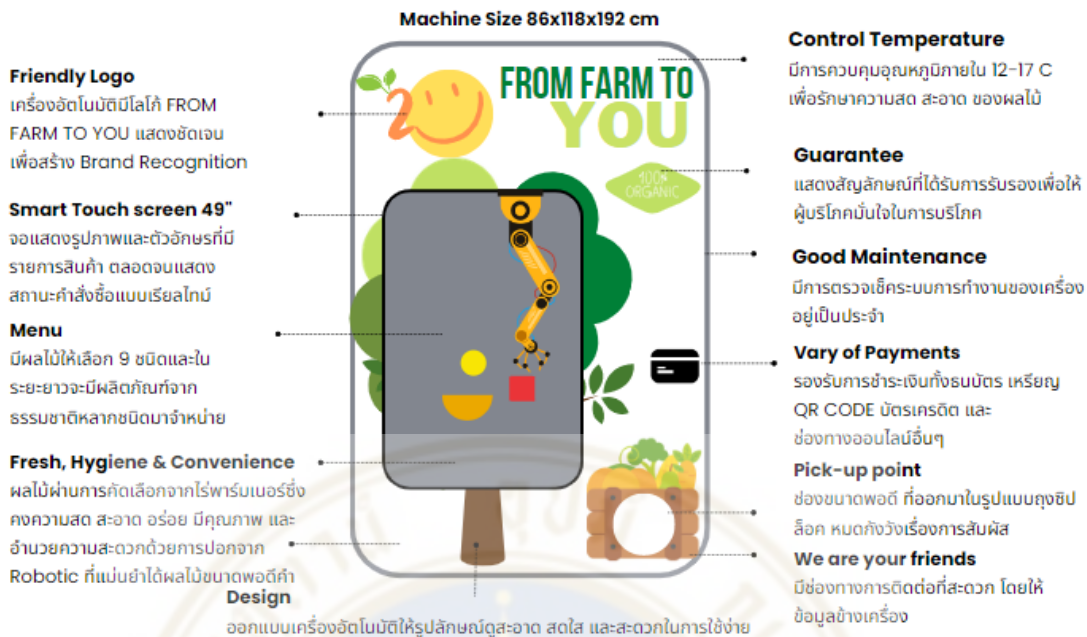 Machine Size 86x118x192 cm
Friendly Logo
เครื่องอัตโนมัติมีโลโก้ FROM
FARM TO YOU แสดงชัดเจน
เพื่อสร้าง Brand Recognition
Smart Touch screen 49"
จอแสดงรูปภาพและตัวอักษรที่มี
รายการสินค้า ตลอดจนแสดง
สถานะคำสั่งซื้อแบบเรียลไทม์
Menu
มีผลไม้ให้เลือก 9 ชนิดและใน
ระยะยาวจะมีผลิตภัณฑ์จาก
ธรรมชาติหลากชนิดมาจำหน่าย
Fresh, Hygiene & Convenience
ผลไม้ผ่านการคัดเลือกจากไร่ฟาร์มเนอร์ซึ่ง
คงความสด สะอาด อร่อย มีคุณภาพ และ
อำนวยความสะดวกด้วยการปอกจาก
Robotic ที่แม่นยำได้ผลไม้ขนาดพอดีคำ
2
FROM FARM TO
YOU
100%
ORGANIC
Control Temperature
มีการควบคุมอุณหภูมิภายใน 12-17 C
เพื่อรักษาความสด สะอาด ของผลไม้
Guarantee
แสดงสัญลักษณ์ที่ได้รับการรับรองเพื่อให้
ผู้บริโภคมั่นใจในการบริโภค
Good Maintenance
มีการตรวจเช็คระบบการทำงานของเครื่อง
อยู่เป็นประจำ
Vary of Payments
รองรับการชำระเงินทั้งธนบัตร เหรียญ
QR CODE บัตรเครดิต และ
ช่องทางออนไลน์อื่นๆ
Pick-up point
ช่องขนาดพอดี ที่ออกมาในรูปแบบถุงซิป
ล็อค หมดกังวังเรื่องการสัมผัส
We are your friends
มีช่องทางการติดต่อที่สะดวก โดยให้
ข้อมูลข้างเครื่อง
Design
ออกแบบเครื่องอัตโนมัติให้รูปลักษณ์ดูสะอาด สดใส และสะดวกในการใช้ง่าย